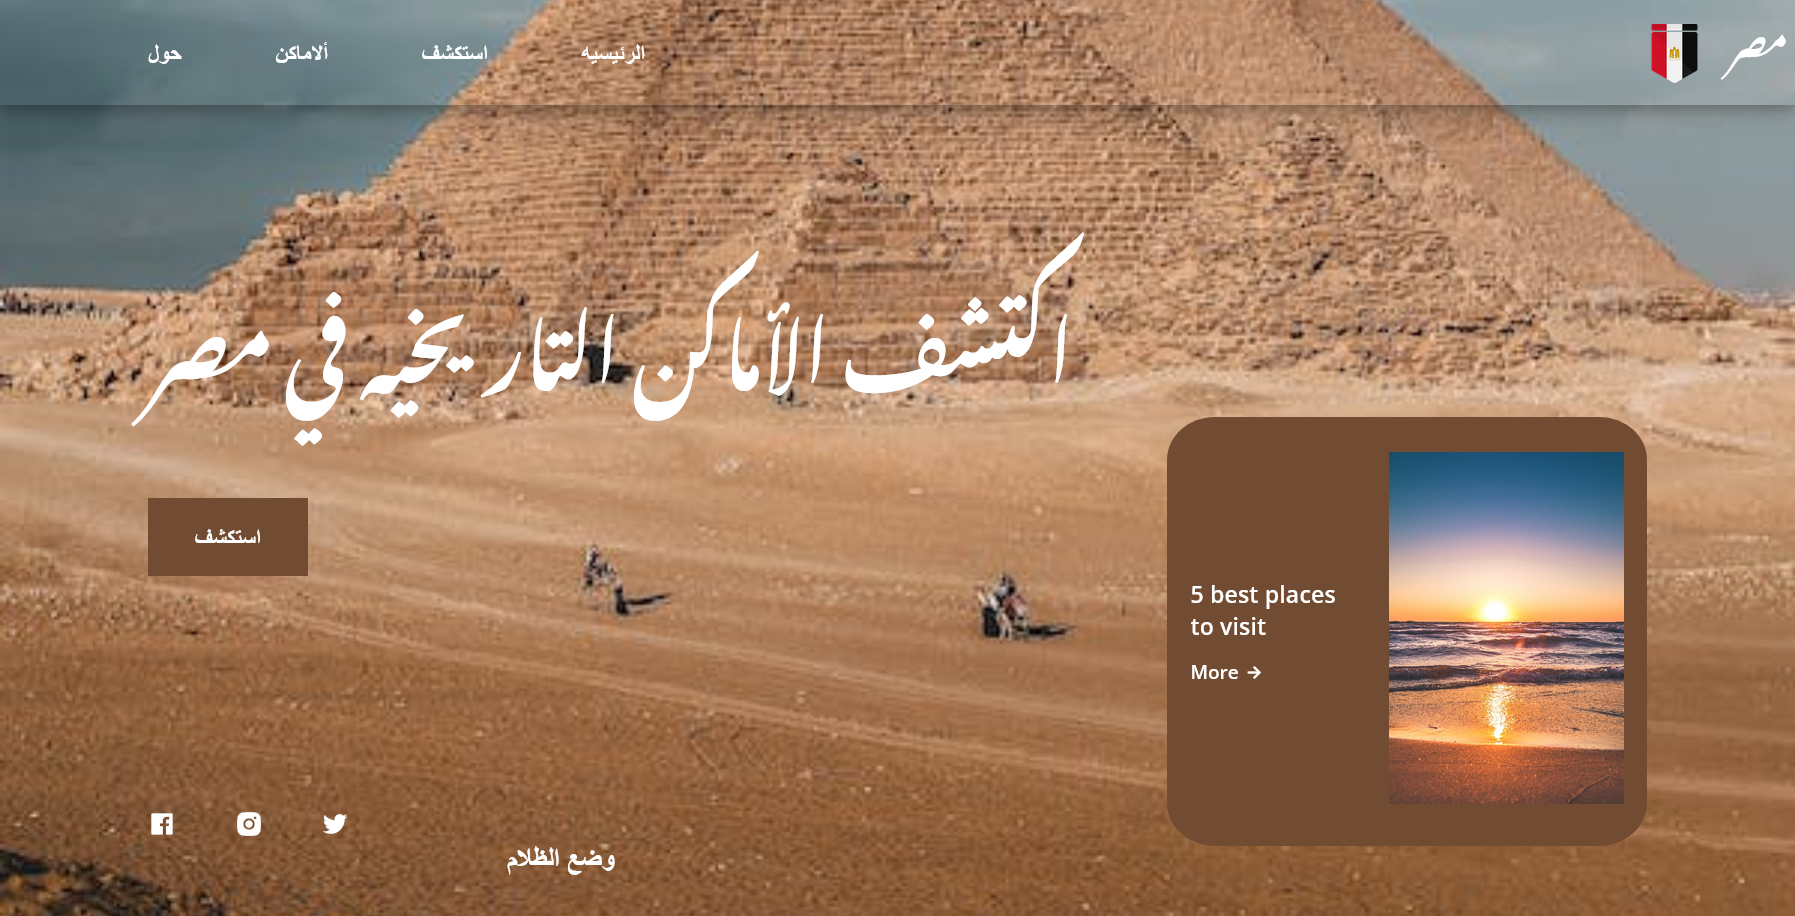 مصر
الرئيسيه
استكشف
ألاماكن
حول
اكتشف الأماكن التاريخيه في مصر
استكشف
5 best places
to visit
More →
وضع الظلام